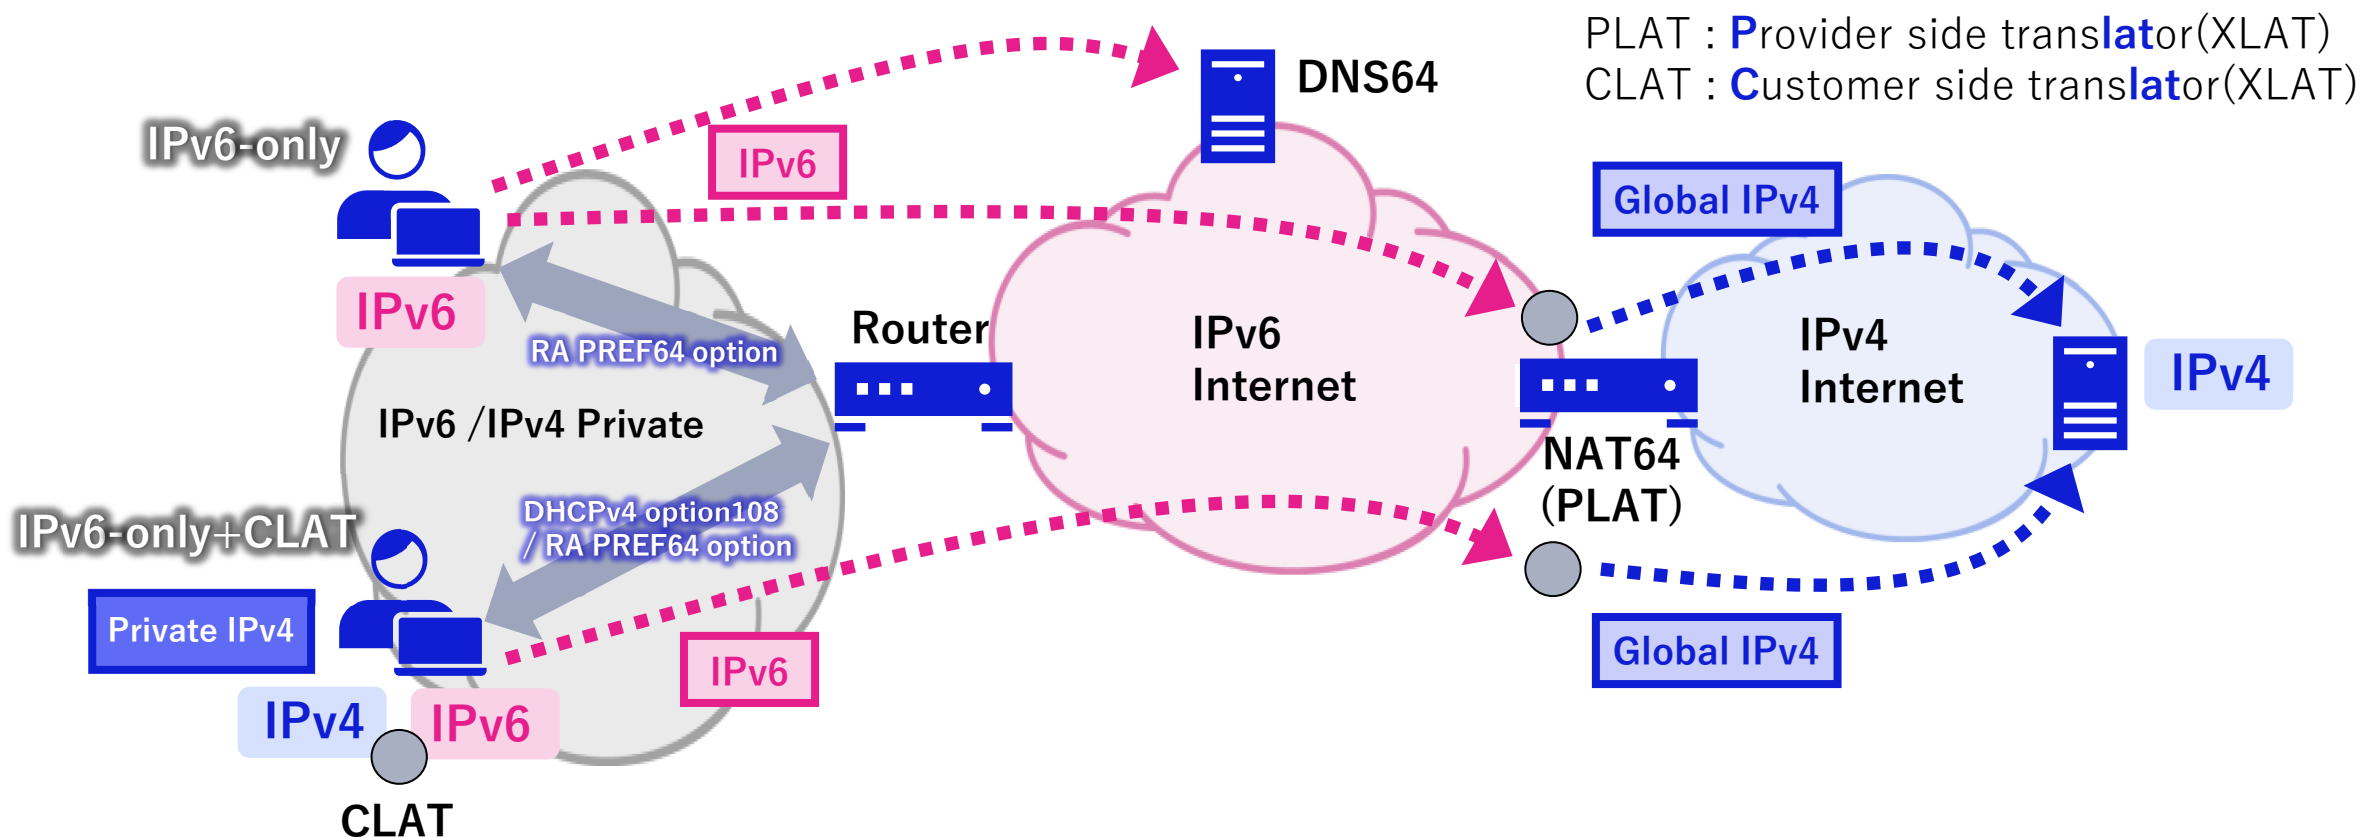 PLAT : Provider side translator(XLAT)
CLAT : Customer side translator(XLAT)
DNS64
IPv6-only
IPv6
Global IPv4
IPv6
RA PREF64 option
Router
IPv6
Internet
IPv4
Internet
IPv4
IPv6 /IPv4 Private
NAT64
(PLAT)
DHCPv4 option108
/ RA PREF64 option
IPv6-only+CLAT
Private IPv4
IPv6
Global IPv4
IPv4
IPv6
CLAT